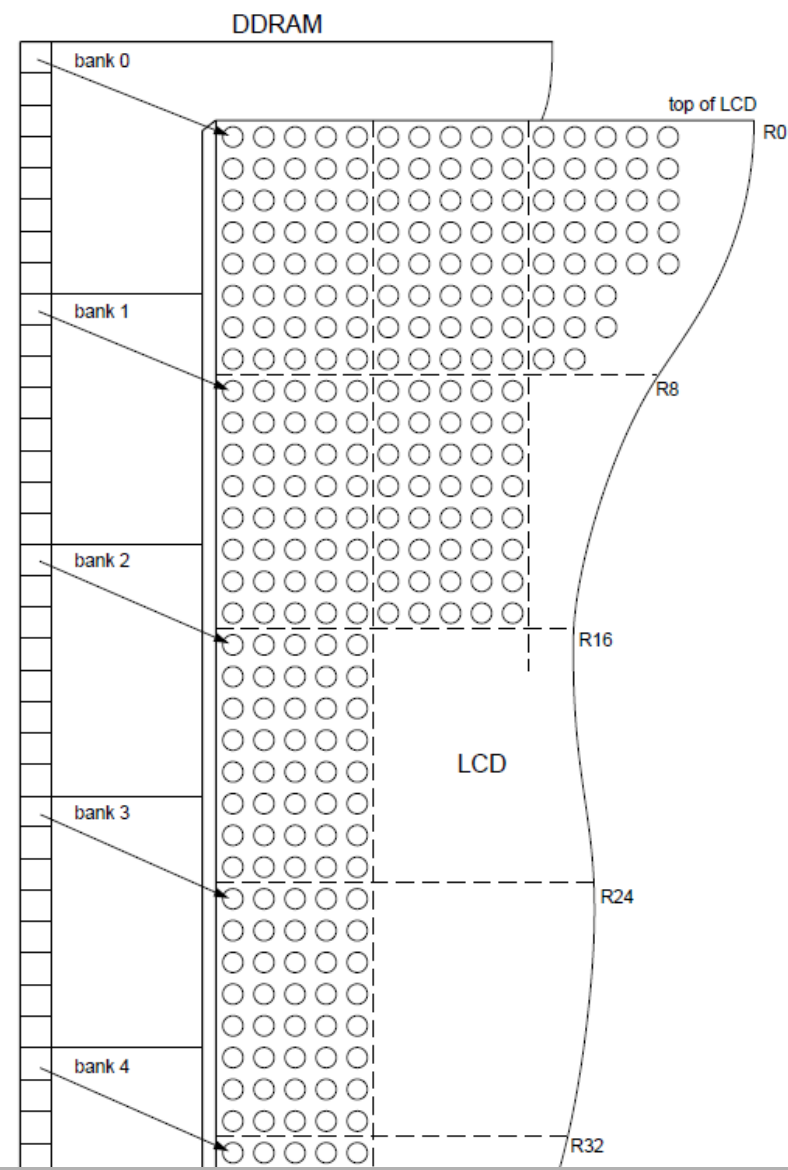 DDRAM
bank 0
top of LCD
R0
bank 1
R8
bank 2
R16
LCD
bank 3
R24
bank 4
R32